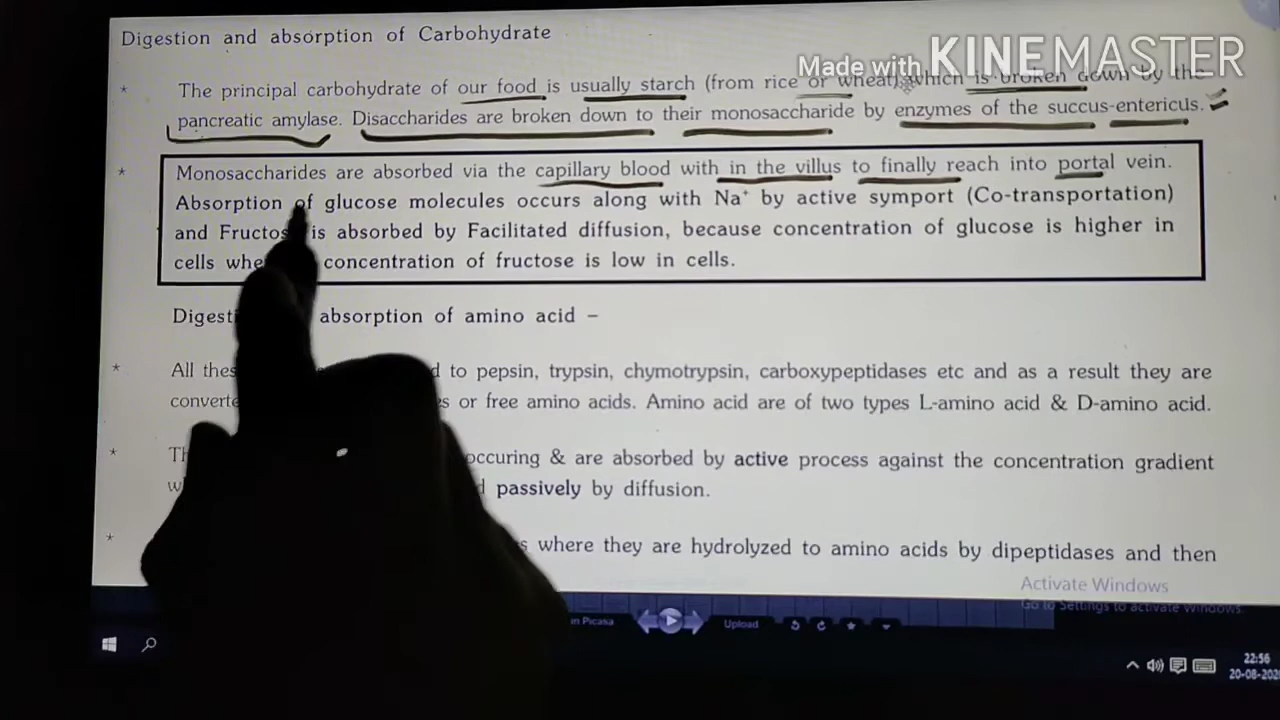 Digestion and absorption of Carbohydrate
Made with KINEMASTER
* The principal carbohydrate of our food is usually starch (from rice or wheat) which is broken down by the
pancreatic amylase. Disaccharides are broken down to their monosaccharide by enzymes of the succus-entericus.
* Monosaccharides are absorbed via the capillary blood with in the villus to finally reach into portal vein.
Absorption of glucose molecules occurs along with Na⁺ by active symport (Co-transportation)
and Fructos is absorbed by Facilitated diffusion, because concentration of glucose is higher in
cells whe concentration of fructose is low in cells.
Digesti absorption of amino acid –
* All thes d to pepsin, trypsin, chymotrypsin, carboxypeptidases etc and as a result they are
converte or free amino acids. Amino acid are of two types L-amino acid & D-amino acid.
* occuring & are absorbed by active process against the concentration gradient
passively by diffusion.
* where they are hydrolyzed to amino acids by dipeptidases and then
Activate Windows
Go to Settings to activate Windows.
in Picasa Upload
22:56
20-08-202